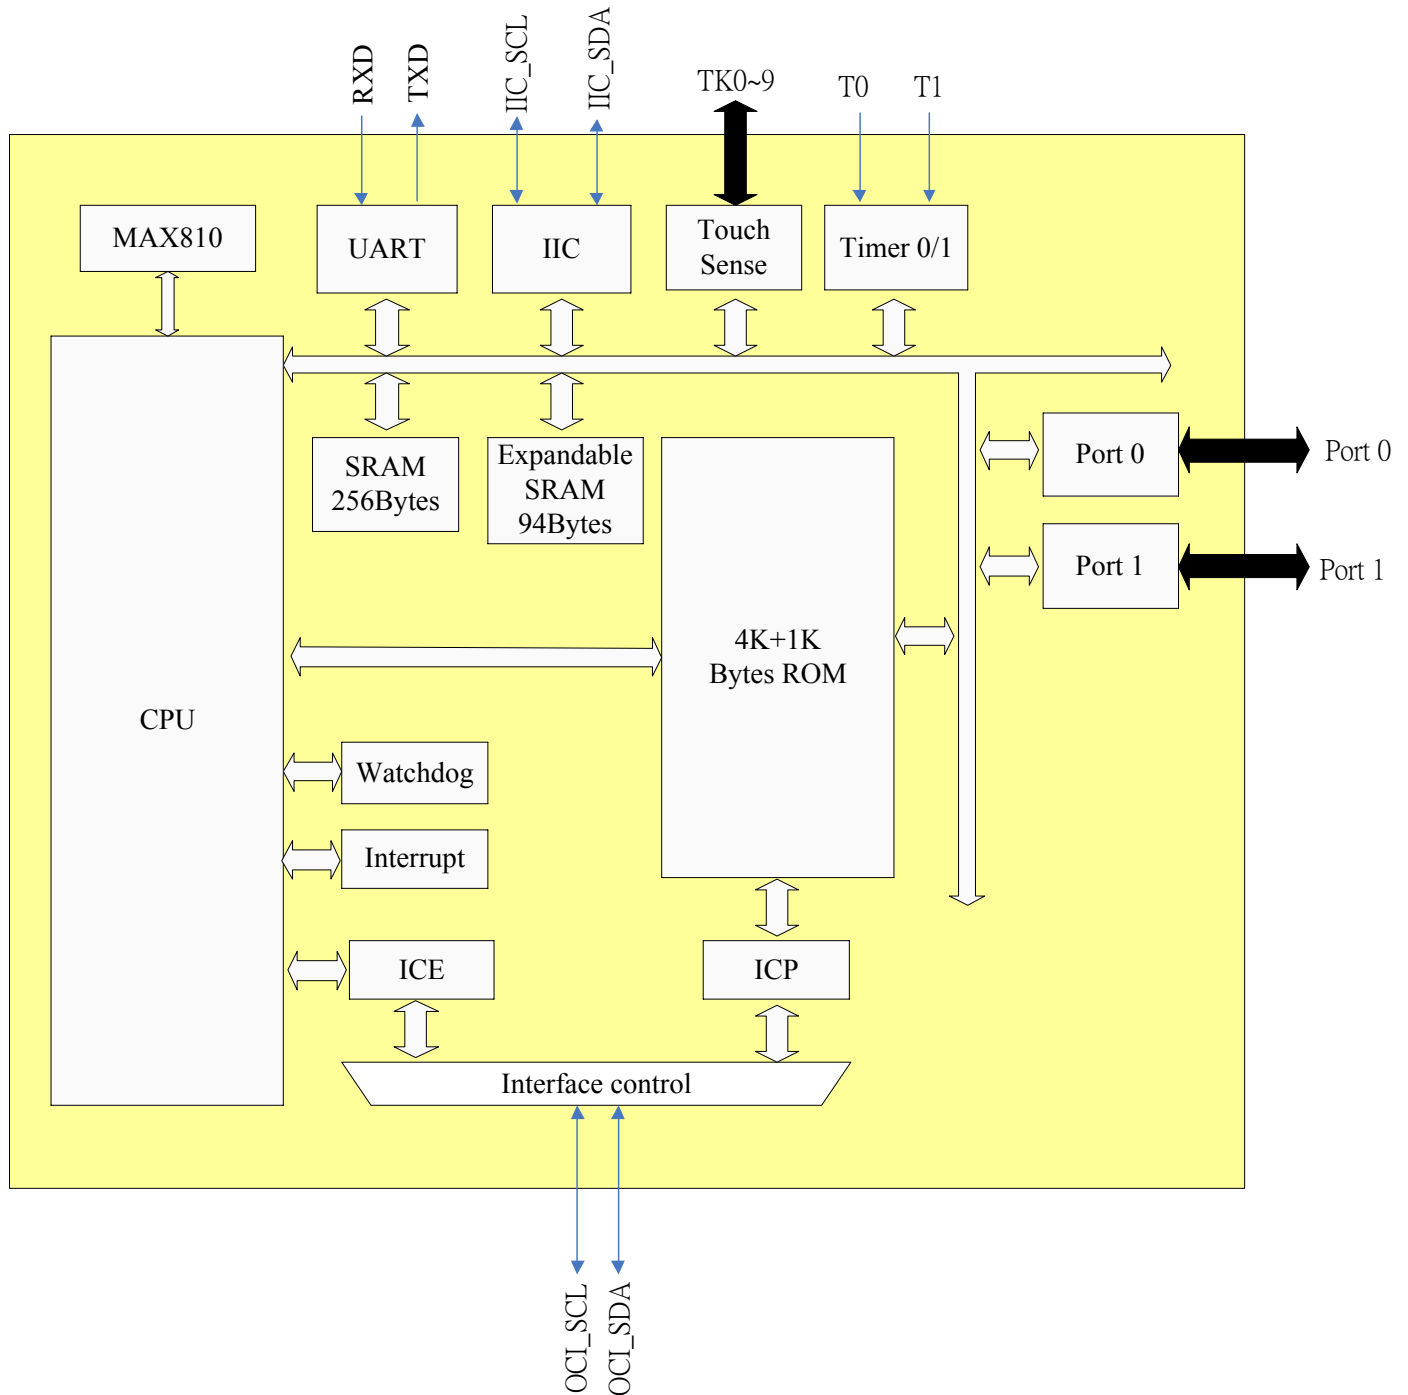 RXD
TXD
IIC_SCL
IIC_SDA
TK0~9
T0
T1
MAX810
UART
IIC
Touch
Sense
Timer 0/1
SRAM
256Bytes
Expandable
SRAM
94Bytes
Port 0
Port 0
Port 1
Port 1
4K+1K
Bytes ROM
CPU
Watchdog
Interrupt
ICE
ICP
Interface control
OCI_SCL
OCI_SDA